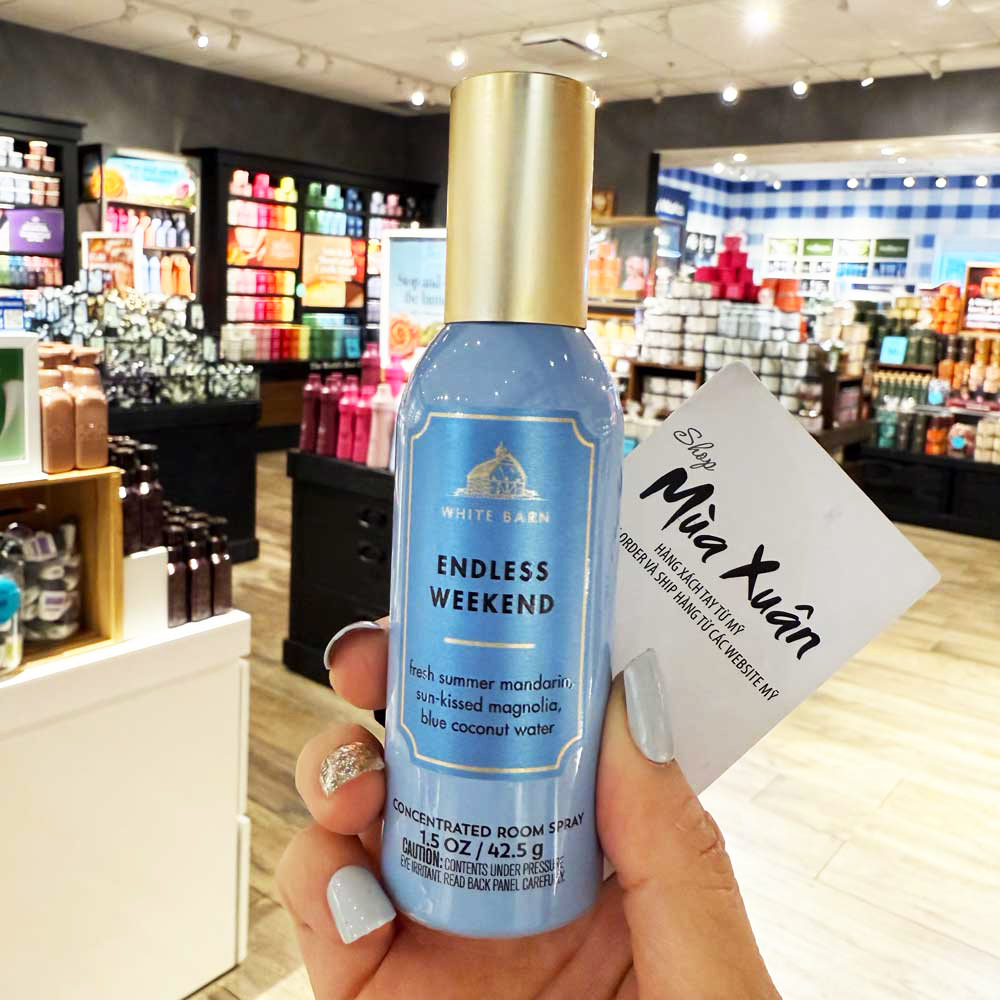 WHITE BARN
ENDLESS
WEEKEND
fresh summer mandarin,
sun-kissed magnolia,
blue coconut water
CONCENTRATED ROOM SPRAY
1.5 OZ / 42.5 g
CAUTION: CONTENTS UNDER PRESSURE.
EYE IRRITANT. READ BACK PANEL CAREFULLY.
Shop
Mùa Xuân
HÀNG XÁCH TAY TỪ MỸ
ORDER VÀ SHIP HÀNG TỪ CÁC WEBSITE MỸ